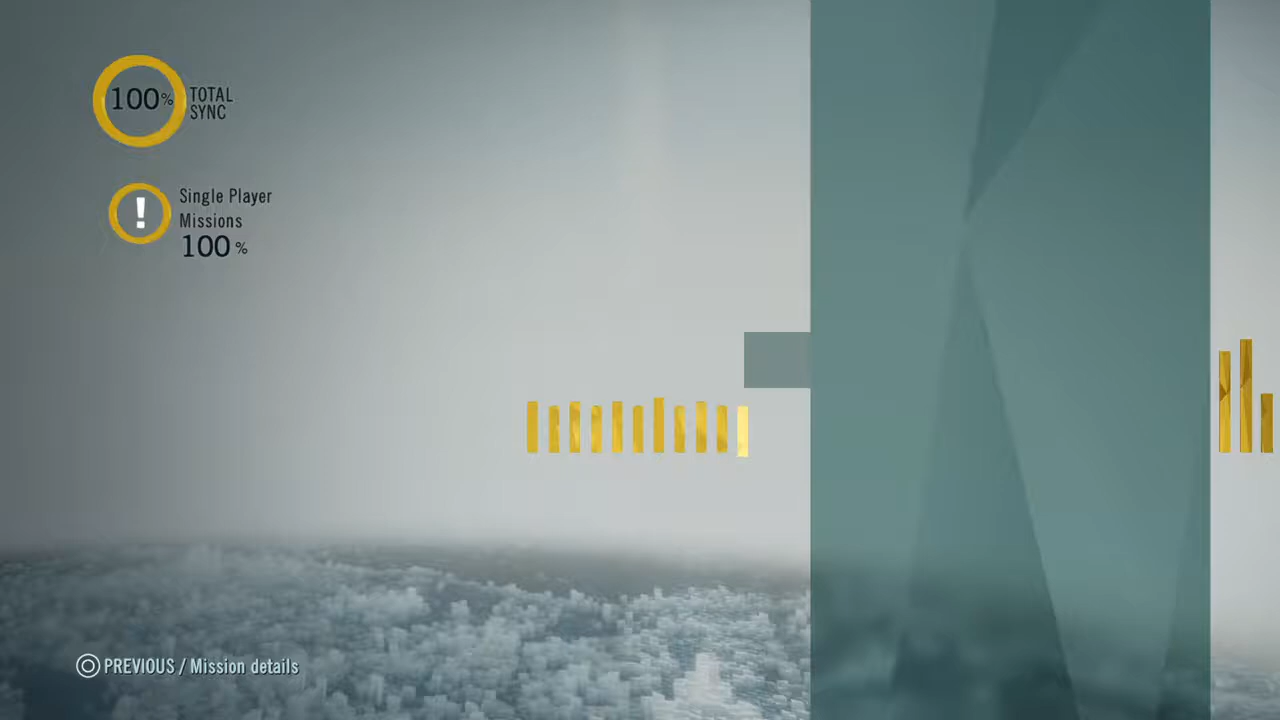 100%
TOTAL
SYNC
!
Single Player
Missions
100 %
PREVIOUS / Mission details